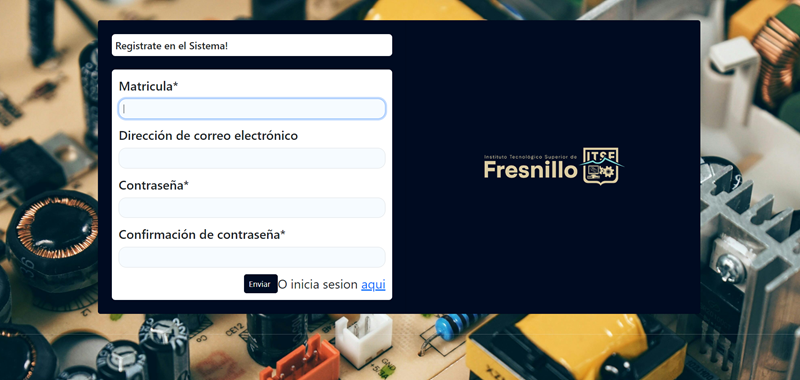 Registrate en el Sistema!
Matricula*
Dirección de correo electrónico
Contraseña*
Confirmación de contraseña*
Enviar O inicia sesion aqui
Instituto Tecnológico Superior de
Fresnillo
ITSF
CE12